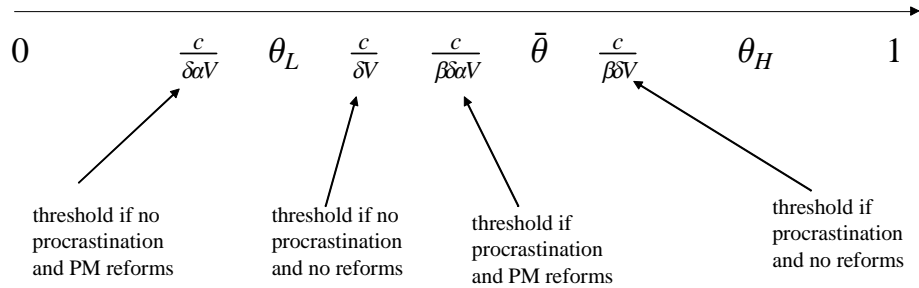 0 c/δαV θ_L c/δV c/βδαV θ̄ c/βδV θ_H 1
threshold if no
procrastination
and PM reforms
threshold if no
procrastination
and no reforms
threshold if
procrastination
and PM reforms
threshold if
procrastination
and no reforms